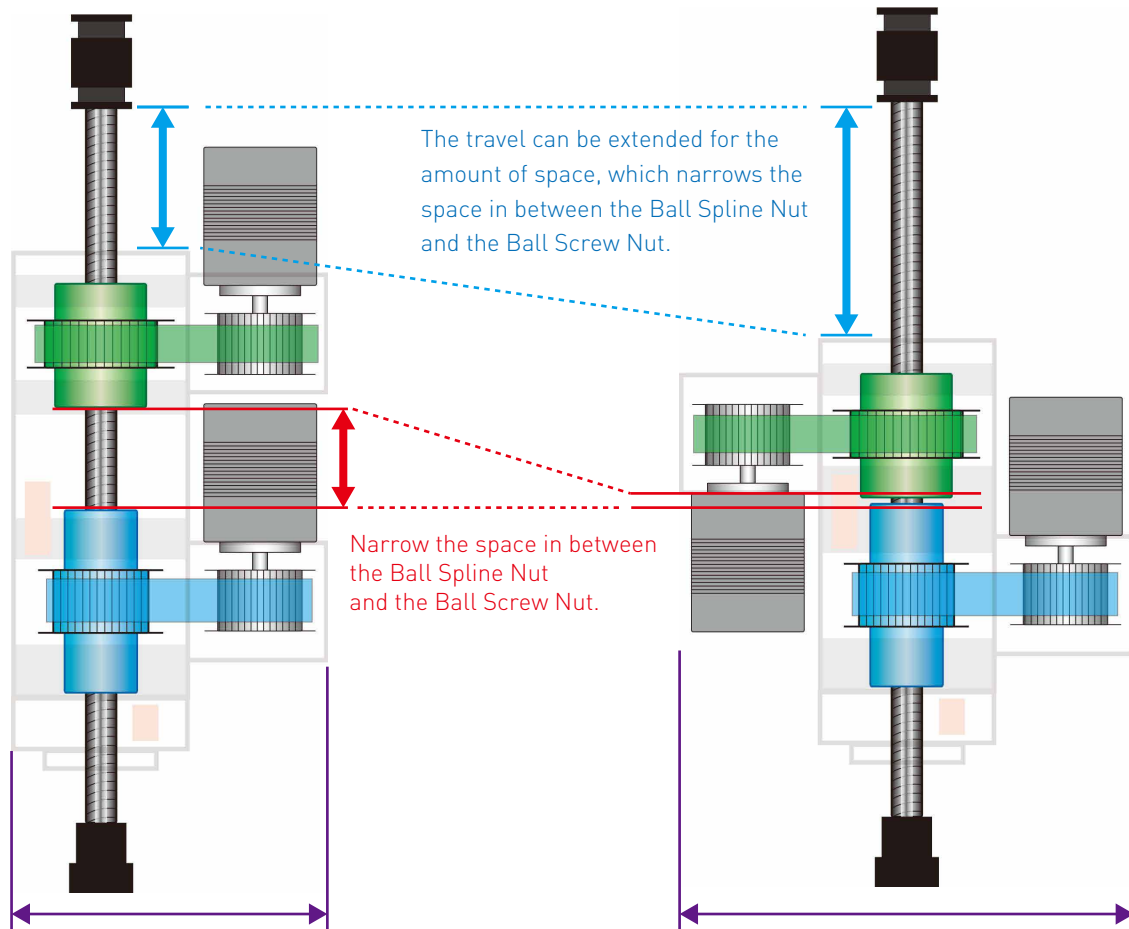 The travel can be extended for the
amount of space, which narrows the
space in between the Ball Spline Nut
and the Ball Screw Nut.
Narrow the space in between
the Ball Spline Nut
and the Ball Screw Nut.